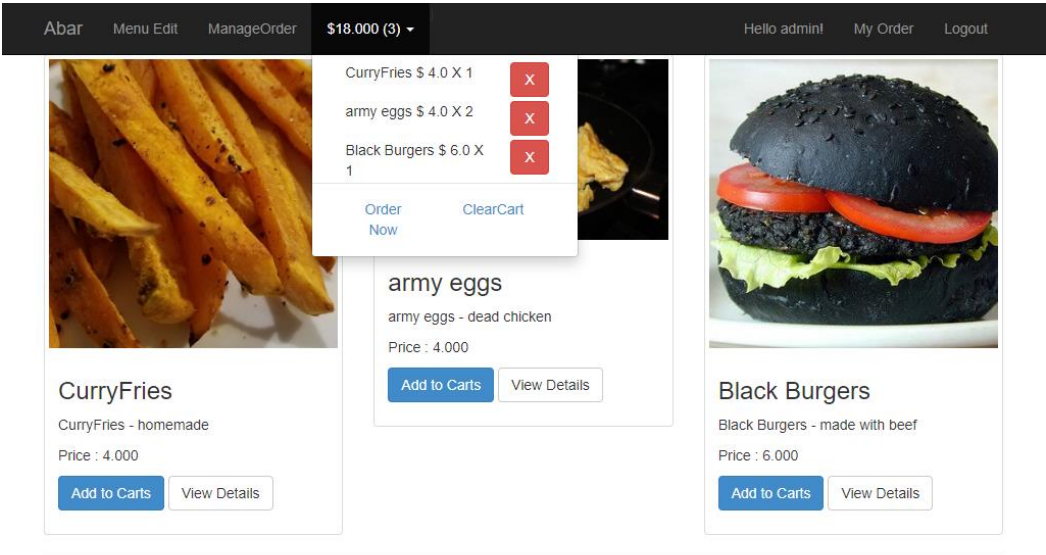 Abar Menu Edit ManageOrder $18.000 (3) Hello admin! My Order Logout
CurryFries $ 4.0 X 1 X
army eggs $ 4.0 X 2 X
Black Burgers $ 6.0 X
1
X
Order
Now
ClearCart
CurryFries
CurryFries - homemade
Price : 4.000
Add to Carts View Details
army eggs
army eggs - dead chicken
Price : 4.000
Add to Carts View Details
Black Burgers
Black Burgers - made with beef
Price : 6.000
Add to Carts View Details